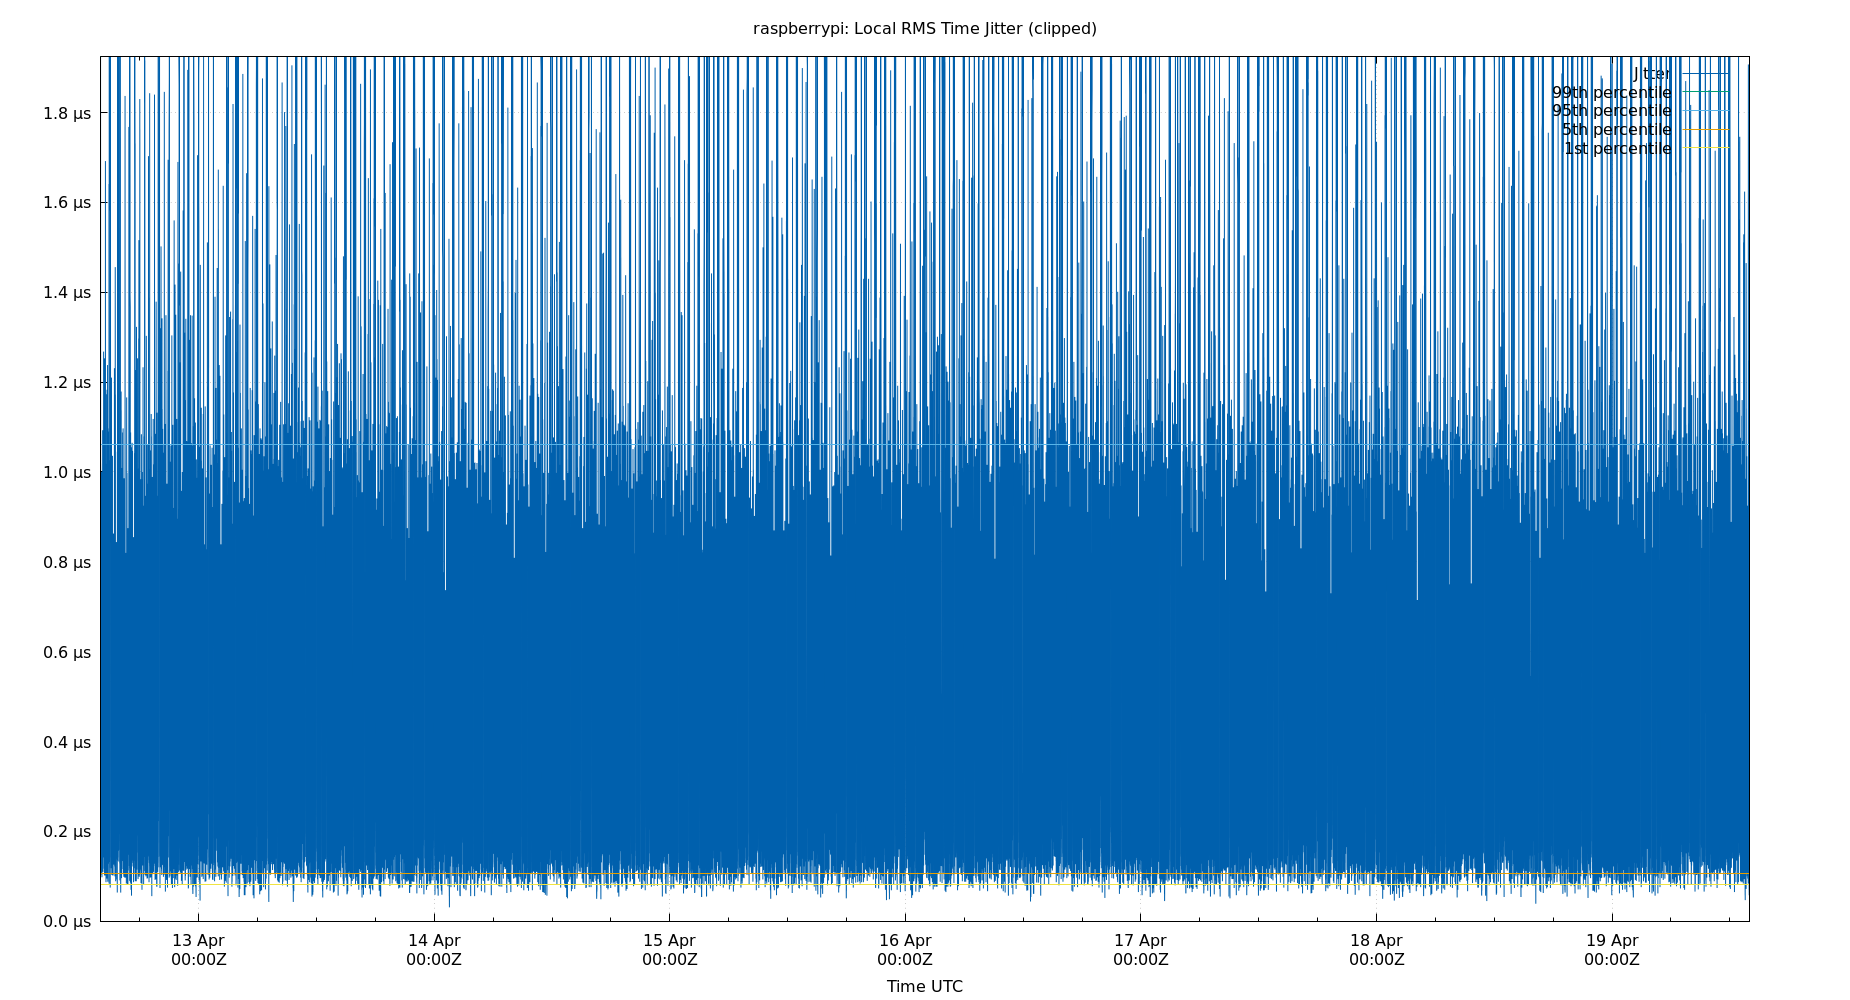 raspberrypi: Local RMS Time Jitter (clipped)
Jitter
99th percentile
95th percentile
5th percentile
1st percentile
1.8 µs
1.6 µs
1.4 µs
1.2 µs
1.0 µs
0.8 µs
0.6 µs
0.4 µs
0.2 µs
0.0 µs
13 Apr 14 Apr 15 Apr 16 Apr 17 Apr 18 Apr 19 Apr
00:00Z 00:00Z 00:00Z 00:00Z 00:00Z 00:00Z 00:00Z
Time UTC